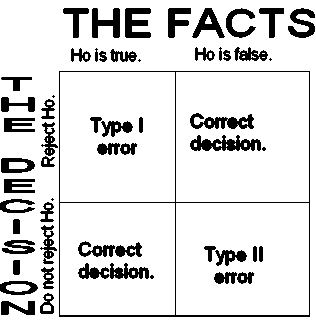 THE FACTS
Ho is true. Ho is false.
THE DECISION
Reject Ho.
Type I
error
Correct
decision.
Do not reject Ho.
Correct
decision.
Type II
error